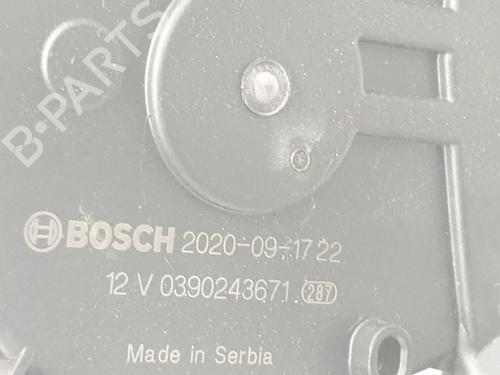 B-PARTS
BOSCH 2020-09-17 22
12 V 0390243671. 287
Made in Serbia